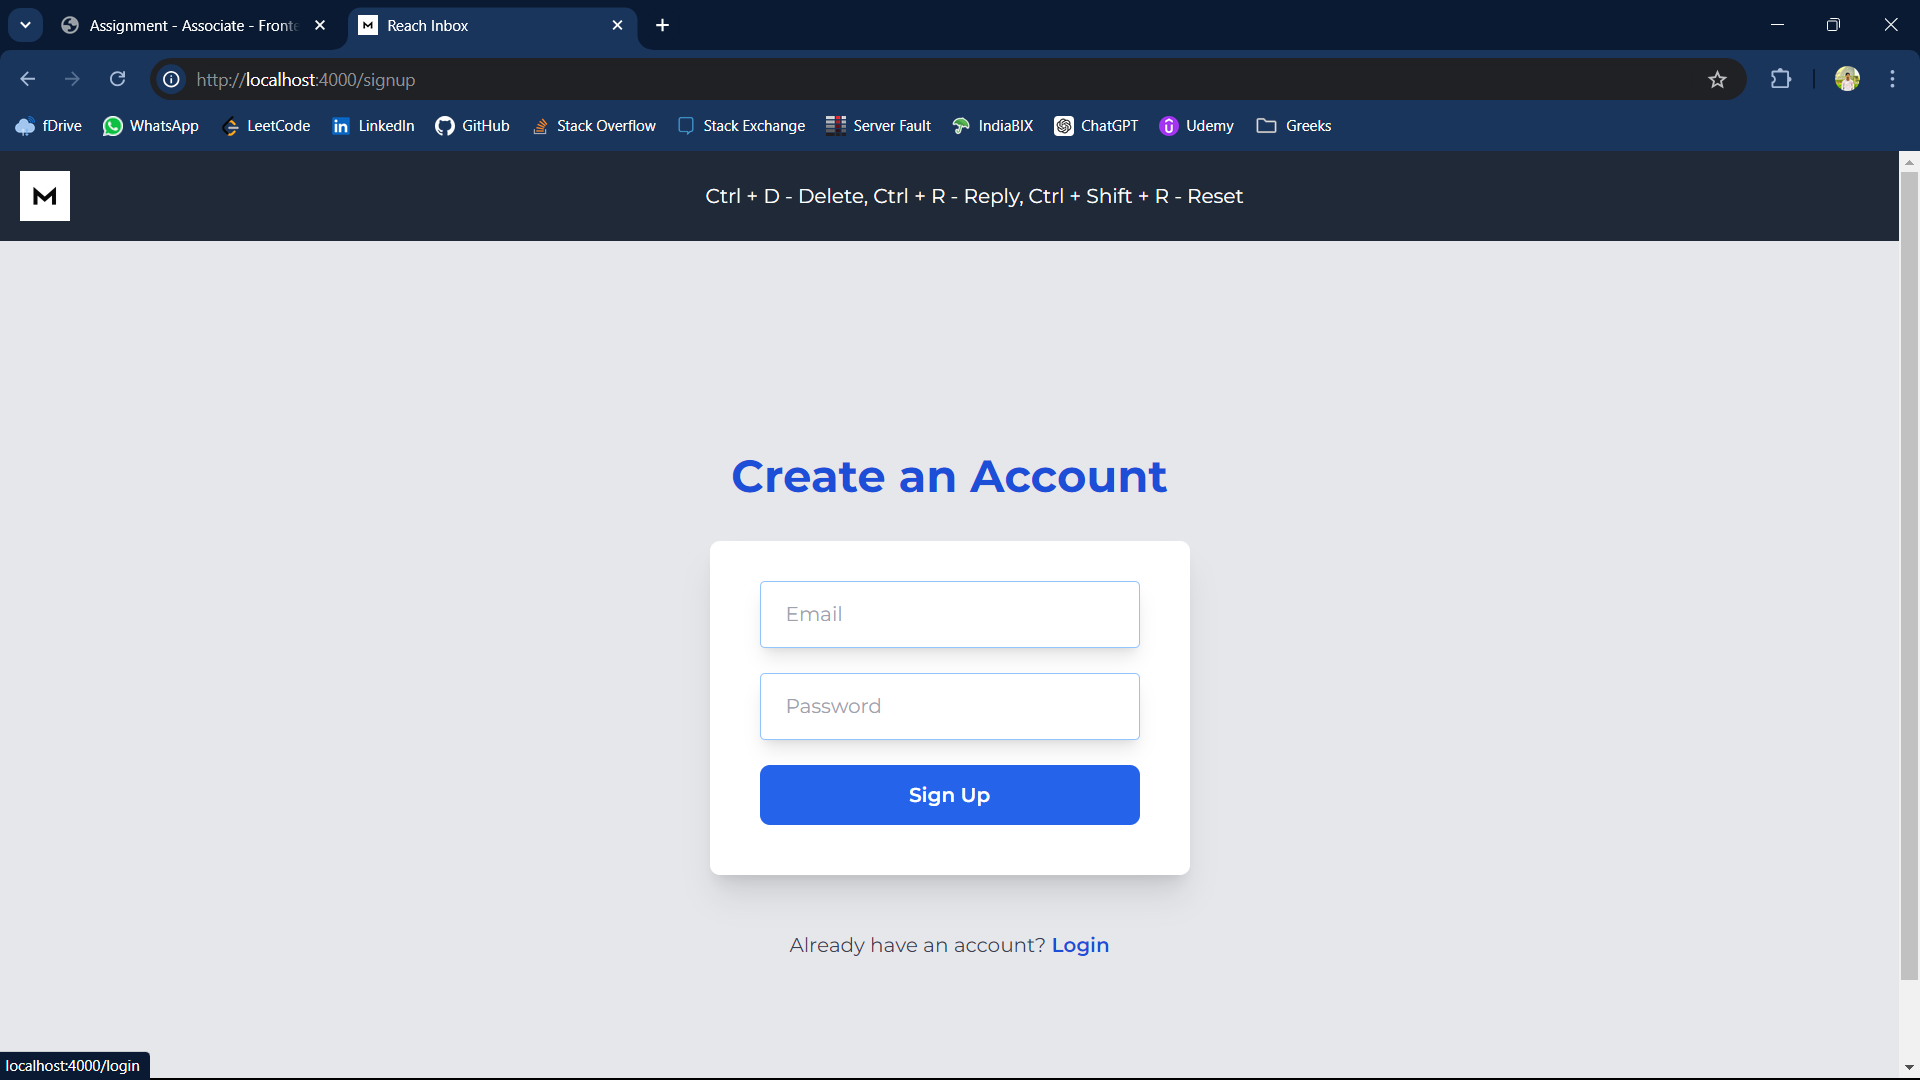 Assignment - Associate - Fronte
Reach Inbox
http://localhost:4000/signup
fDrive WhatsApp LeetCode LinkedIn GitHub Stack Overflow Stack Exchange Server Fault IndiaBIX ChatGPT Udemy Greeks
M
Ctrl + D - Delete, Ctrl + R - Reply, Ctrl + Shift + R - Reset
Create an Account
Email
Password
Sign Up
Already have an account? Login
localhost:4000/login